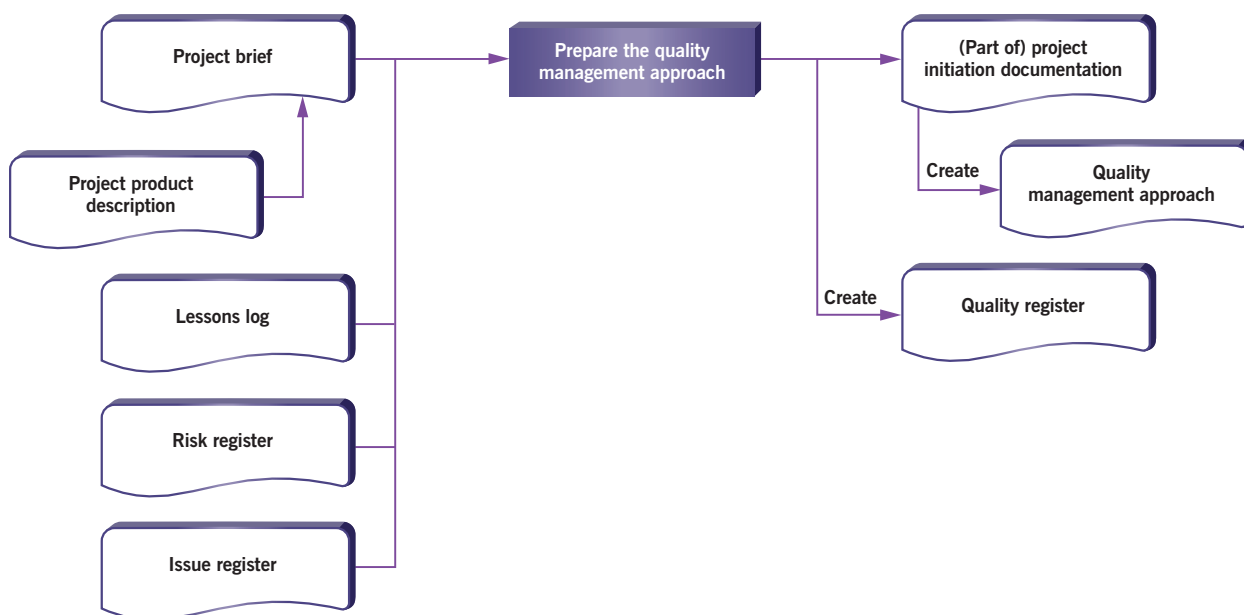 Project brief
Prepare the quality
management approach
(Part of) project
initiation documentation
Project product
description
Create
Quality
management approach
Lessons log
Create
Quality register
Risk register
Issue register